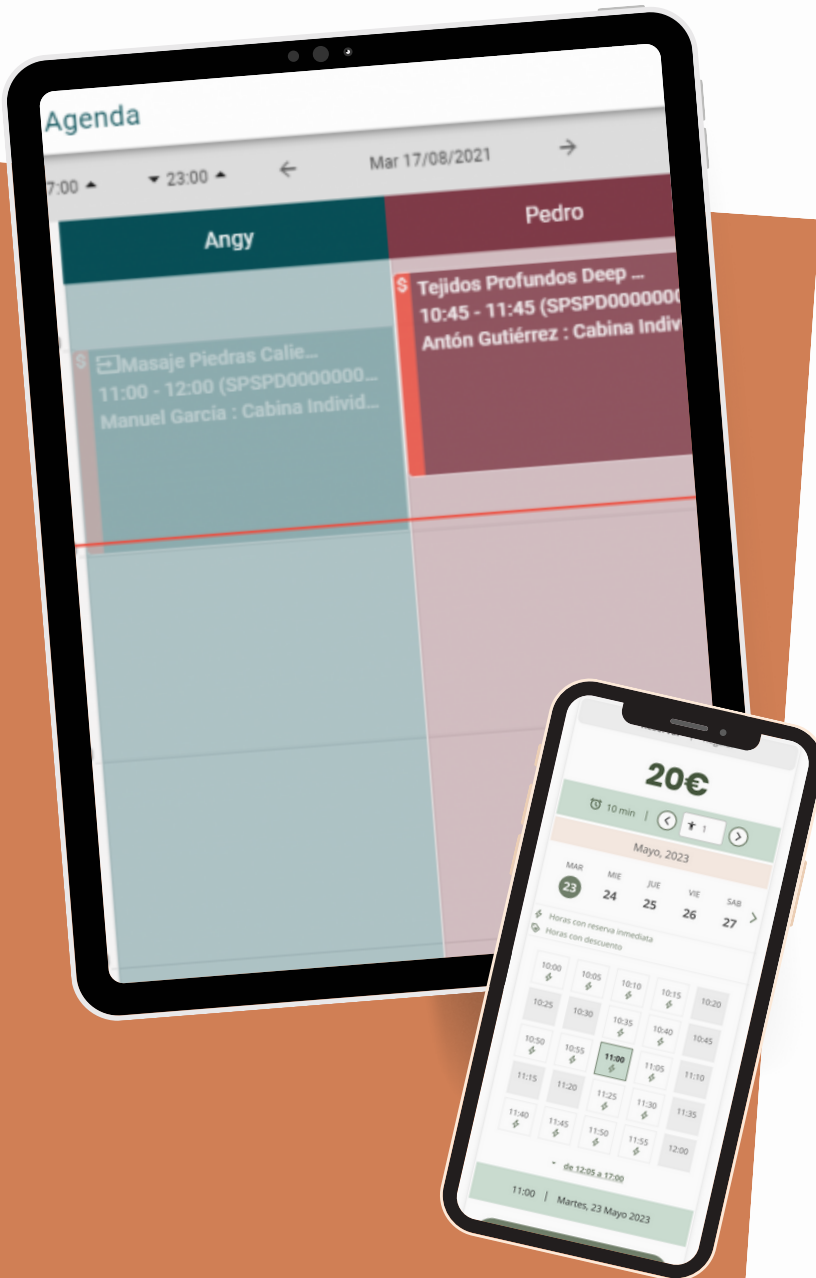 Agenda
7:00 23:00 Mar 17/08/2021
Angy Pedro
$ Tejidos Profundos Deep ...
10:45 - 11:45 (SPSPD0000000
Antón Gutiérrez : Cabina Indiv
$ Masaje Piedras Calie...
11:00 - 12:00 (SPSPD0000000...
Manuel Garcia : Cabina Individ...
20€
10 min | 1
Mayo, 2023
MAR MIE JUE VIE SAB
23 24 25 26 27
Horas con reserva inmediata
Horas con descuento
10:00 10:05 10:10 10:15 10:20
10:25 10:30 10:35 10:40 10:45
10:50 10:55 11:00 11:05 11:10
11:15 11:20 11:25 11:30 11:35
11:40 11:45 11:50 11:55 12:00
de 12:05 a 17:00
11:00 | Martes, 23 Mayo 2023